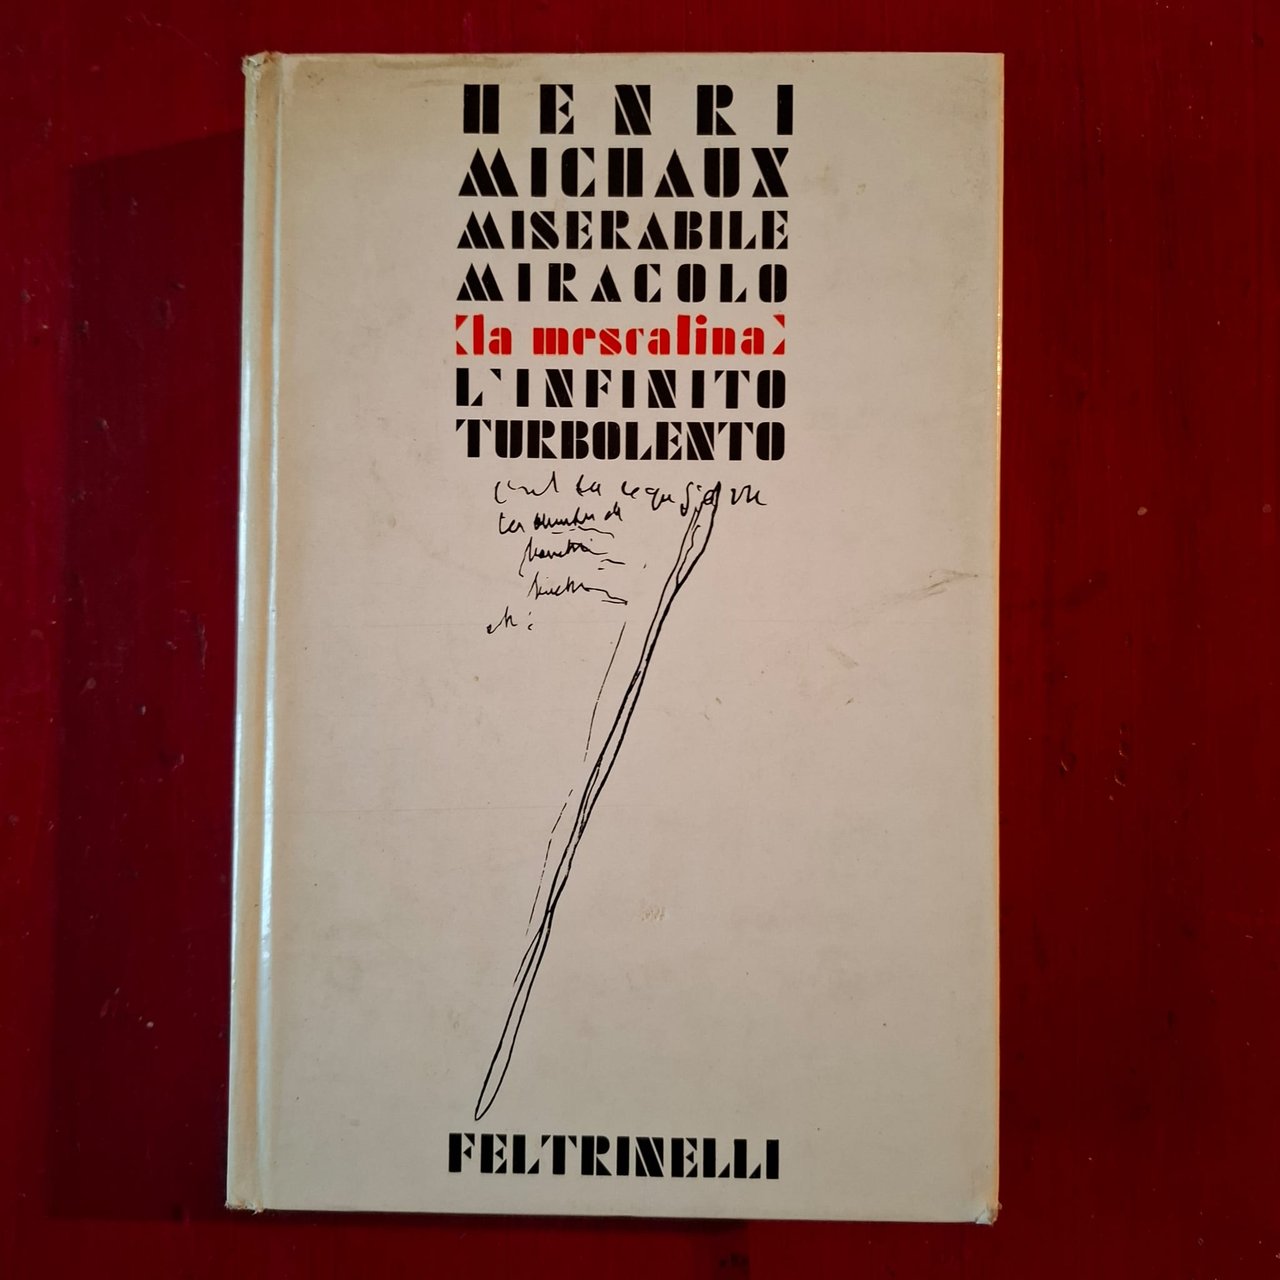 HENRI
MICHAUX
MISERABILE
MIRACOLO
(la mescalina)
L'INFINITO
TURBOLENTO
FELTRINELLI